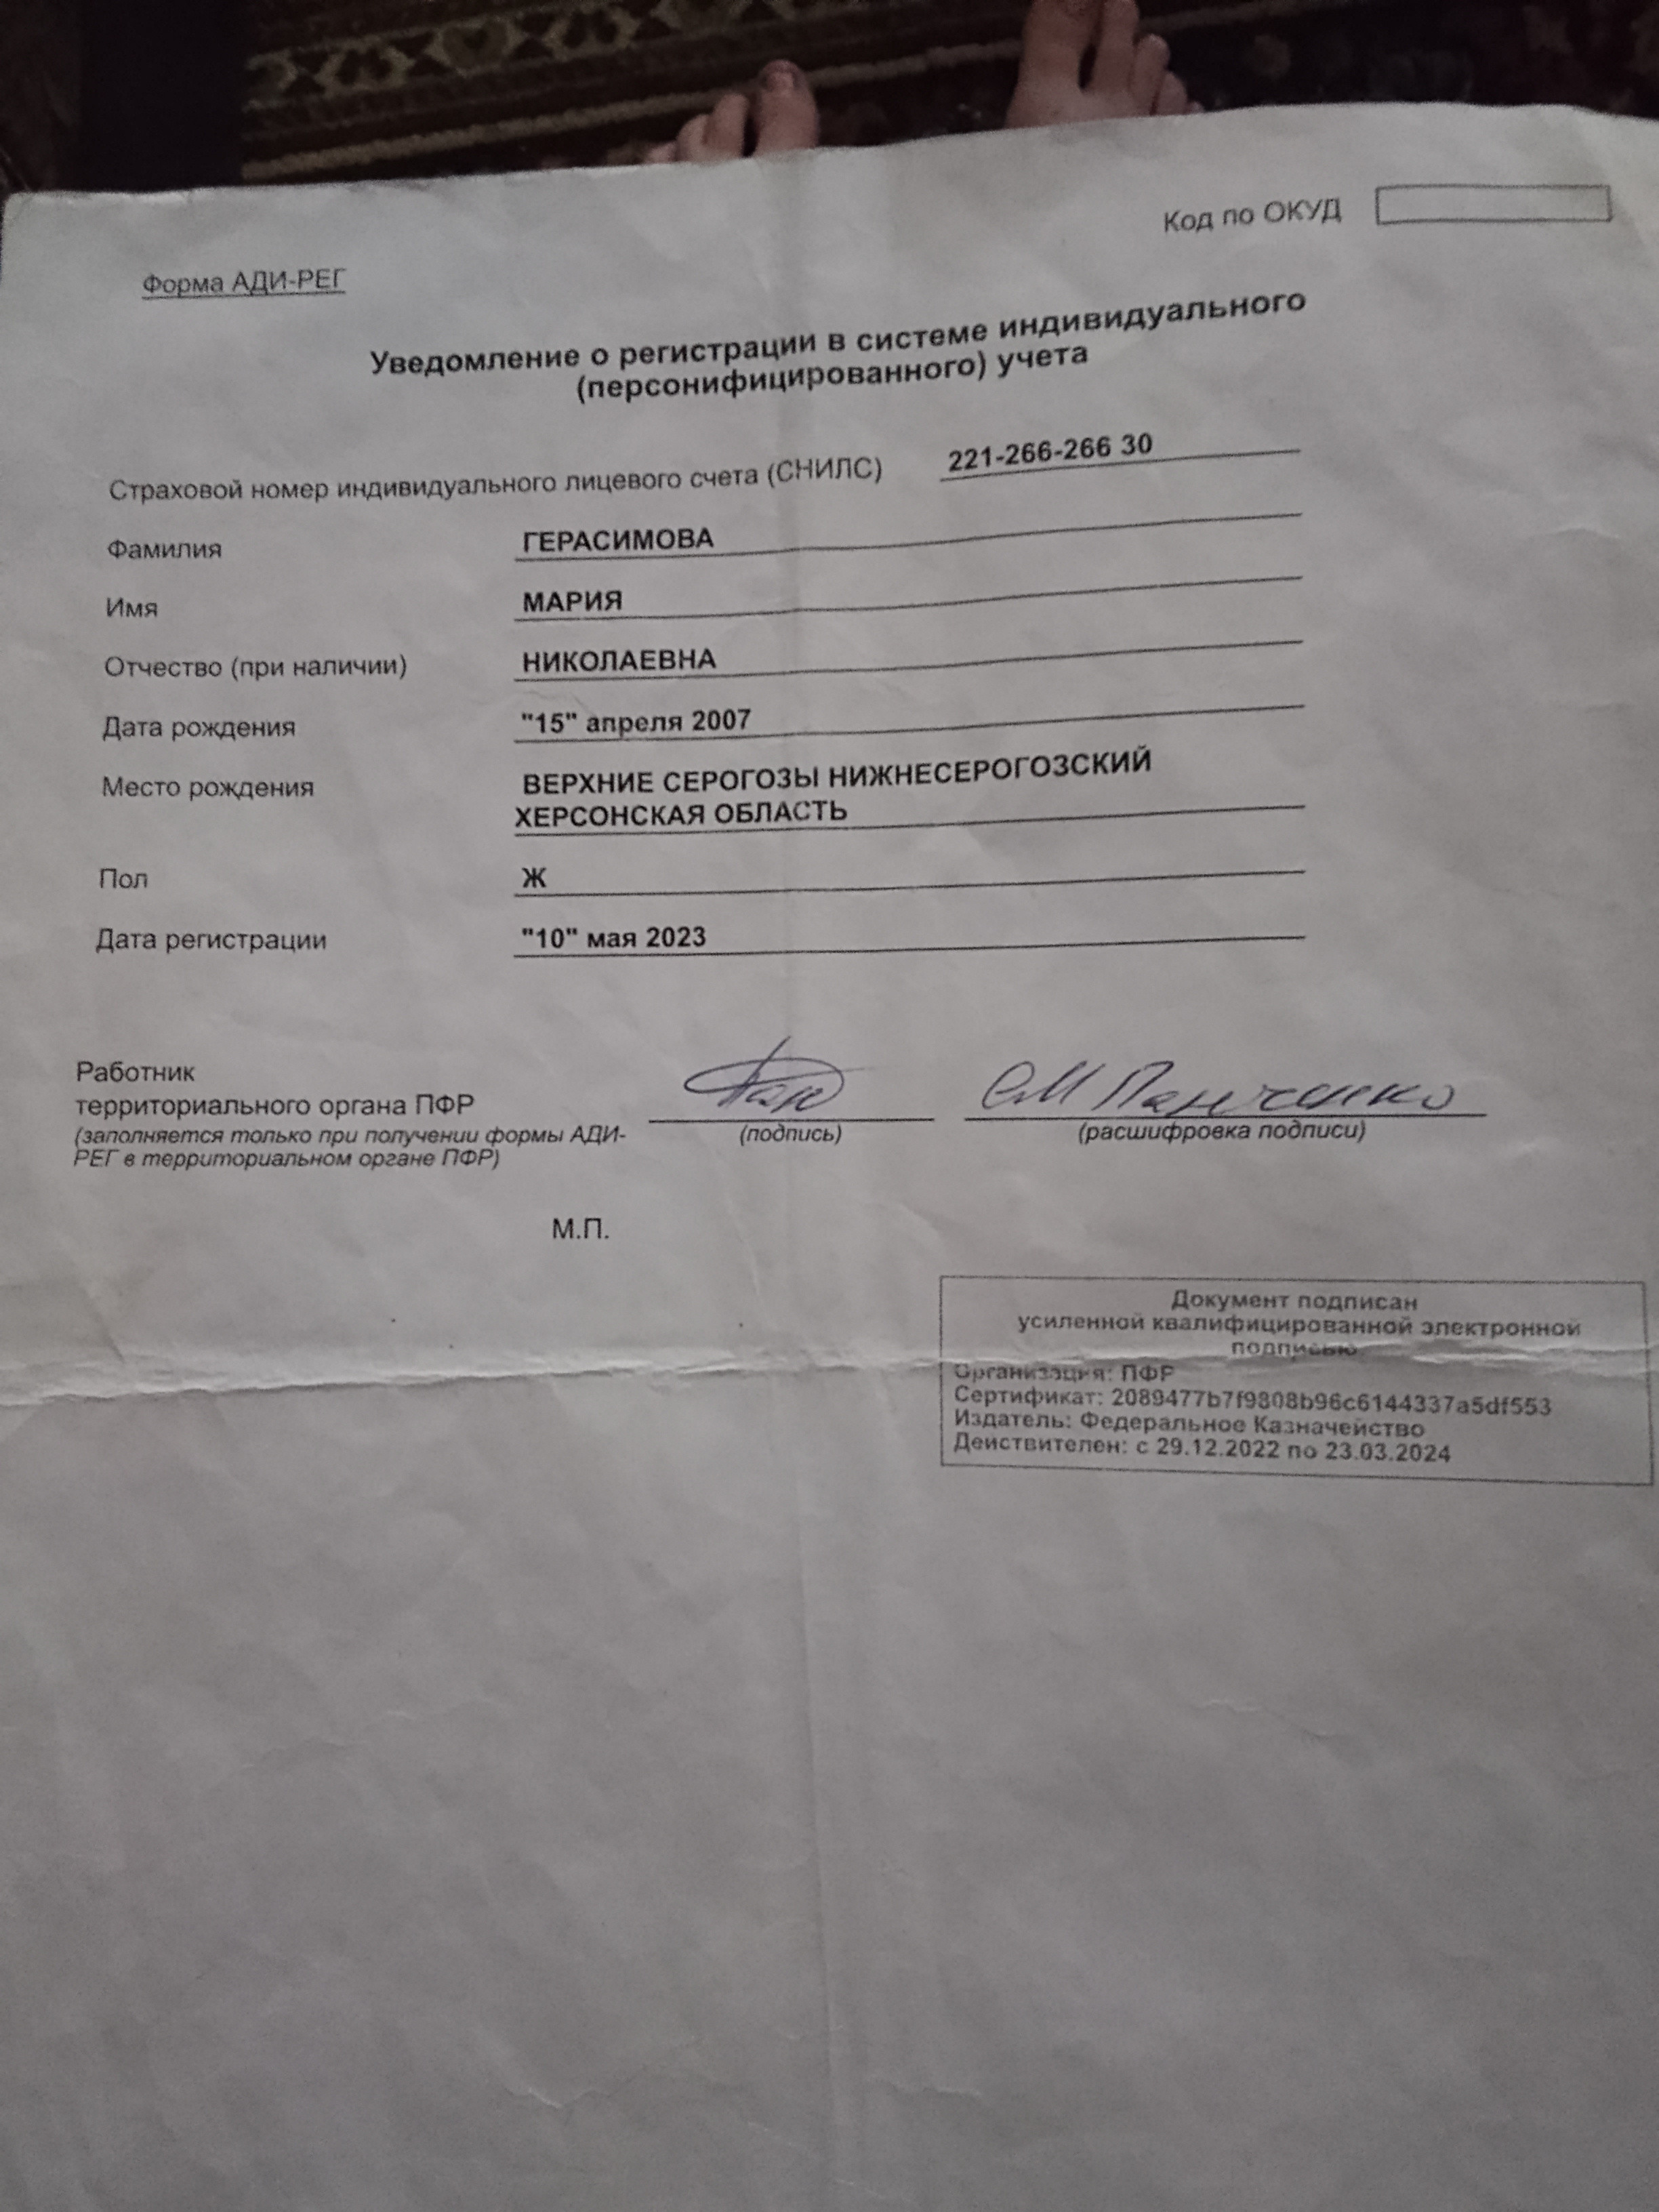 Код по ОКУД
Форма АДИ-РЕГ
Уведомление о регистрации в системе индивидуального
(персонифицированного) учета
Страховой номер индивидуального лицевого счета (СНИЛС) 221-266-266 30
Фамилия ГЕРАСИМОВА
Имя МАРИЯ
Отчество (при наличии) НИКОЛАЕВНА
Дата рождения "15" апреля 2007
Место рождения ВЕРХНИЕ СЕРОГОЗЫ НИЖНЕСЕРОГОЗСКИЙ
ХЕРСОНСКАЯ ОБЛАСТЬ
Пол Ж
Дата регистрации "10" мая 2023
Работник
территориального органа ПФР СМ Панченко
(заполняется только при получении формы АДИ- (подпись) (расшифровка подписи)
РЕГ в территориальном органе ПФР)
М.П.
Документ подписан
усиленной квалифицированной электронной
подписью
Организация: ПФР
Сертификат: 2089477b7f9808b96c6144337a5df553
Издатель: Федеральное Казначейство
Действителен: с 29.12.2022 по 23.03.2024